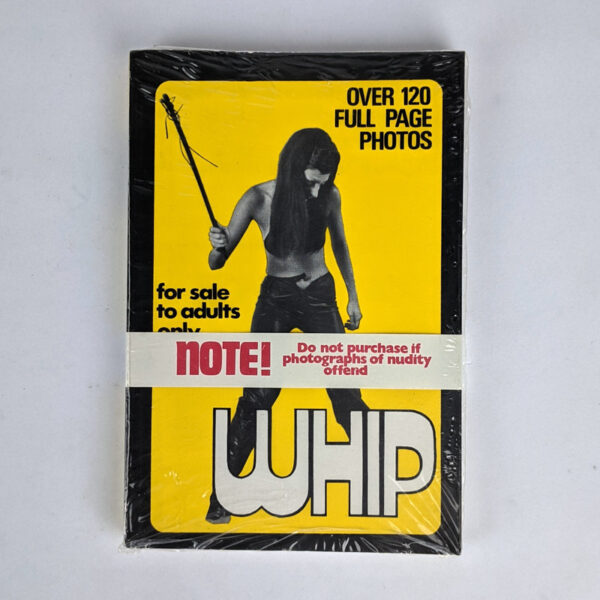 OVER 120
FULL PAGE
PHOTOS
for sale
to adults
only
NOTE!
Do not purchase if
photographs of nudity
offend
WHIP